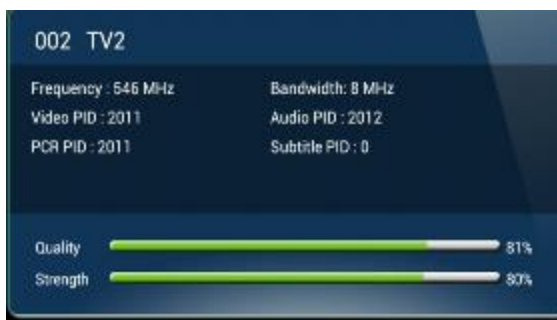 002 TV2
Frequency : 546 MHz Bandwidth: 8 MHz
Video PID : 2011 Audio PID : 2012
PCR PID : 2011 Subtitle PID : 0
Quality 81%
Strength 80%